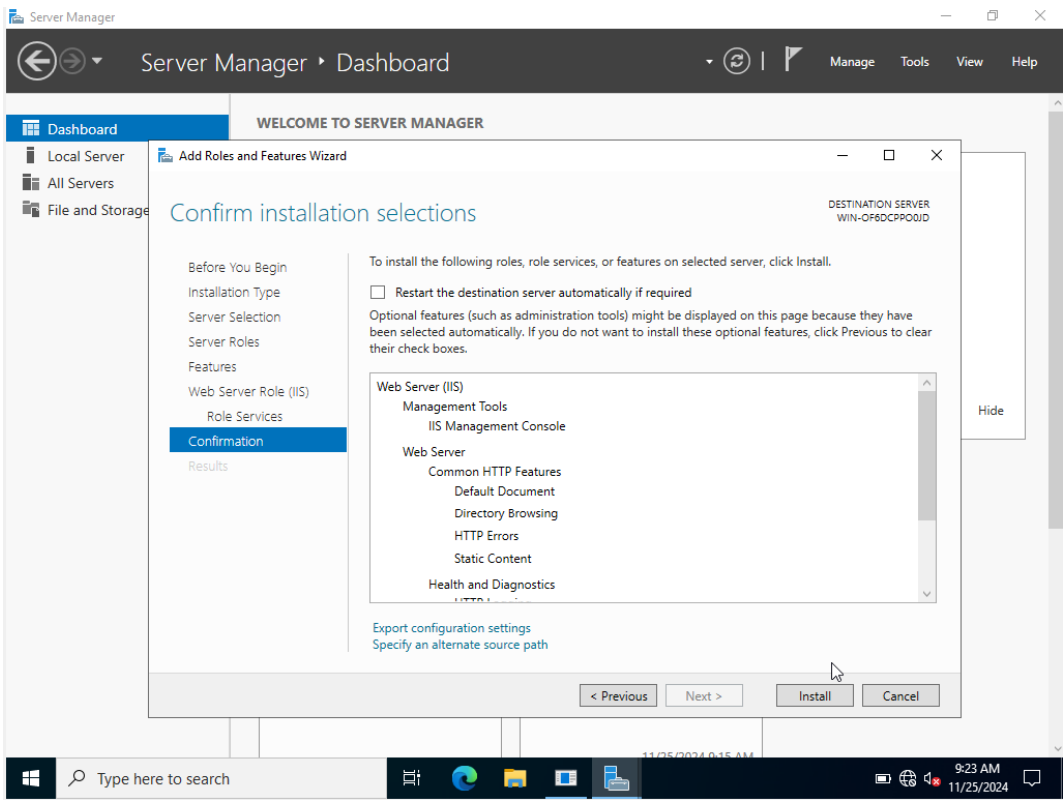 Server Manager
Server Manager • Dashboard
Manage Tools View Help
Dashboard
Local Server
All Servers
File and Storage
WELCOME TO SERVER MANAGER
Add Roles and Features Wizard
Confirm installation selections
DESTINATION SERVER
WIN-OF6DCPPO0JD
Before You Begin
Installation Type
Server Selection
Server Roles
Features
Web Server Role (IIS)
Role Services
Confirmation
Results
To install the following roles, role services, or features on selected server, click Install.
Restart the destination server automatically if required
Optional features (such as administration tools) might be displayed on this page because they have
been selected automatically. If you do not want to install these optional features, click Previous to clear
their check boxes.
Web Server (IIS)
Management Tools
IIS Management Console
Web Server
Common HTTP Features
Default Document
Directory Browsing
HTTP Errors
Static Content
Health and Diagnostics
Export configuration settings
Specify an alternate source path
< Previous Next > Install Cancel
Hide
11/25/2024 9:15 AM
Type here to search
9:23 AM
11/25/2024